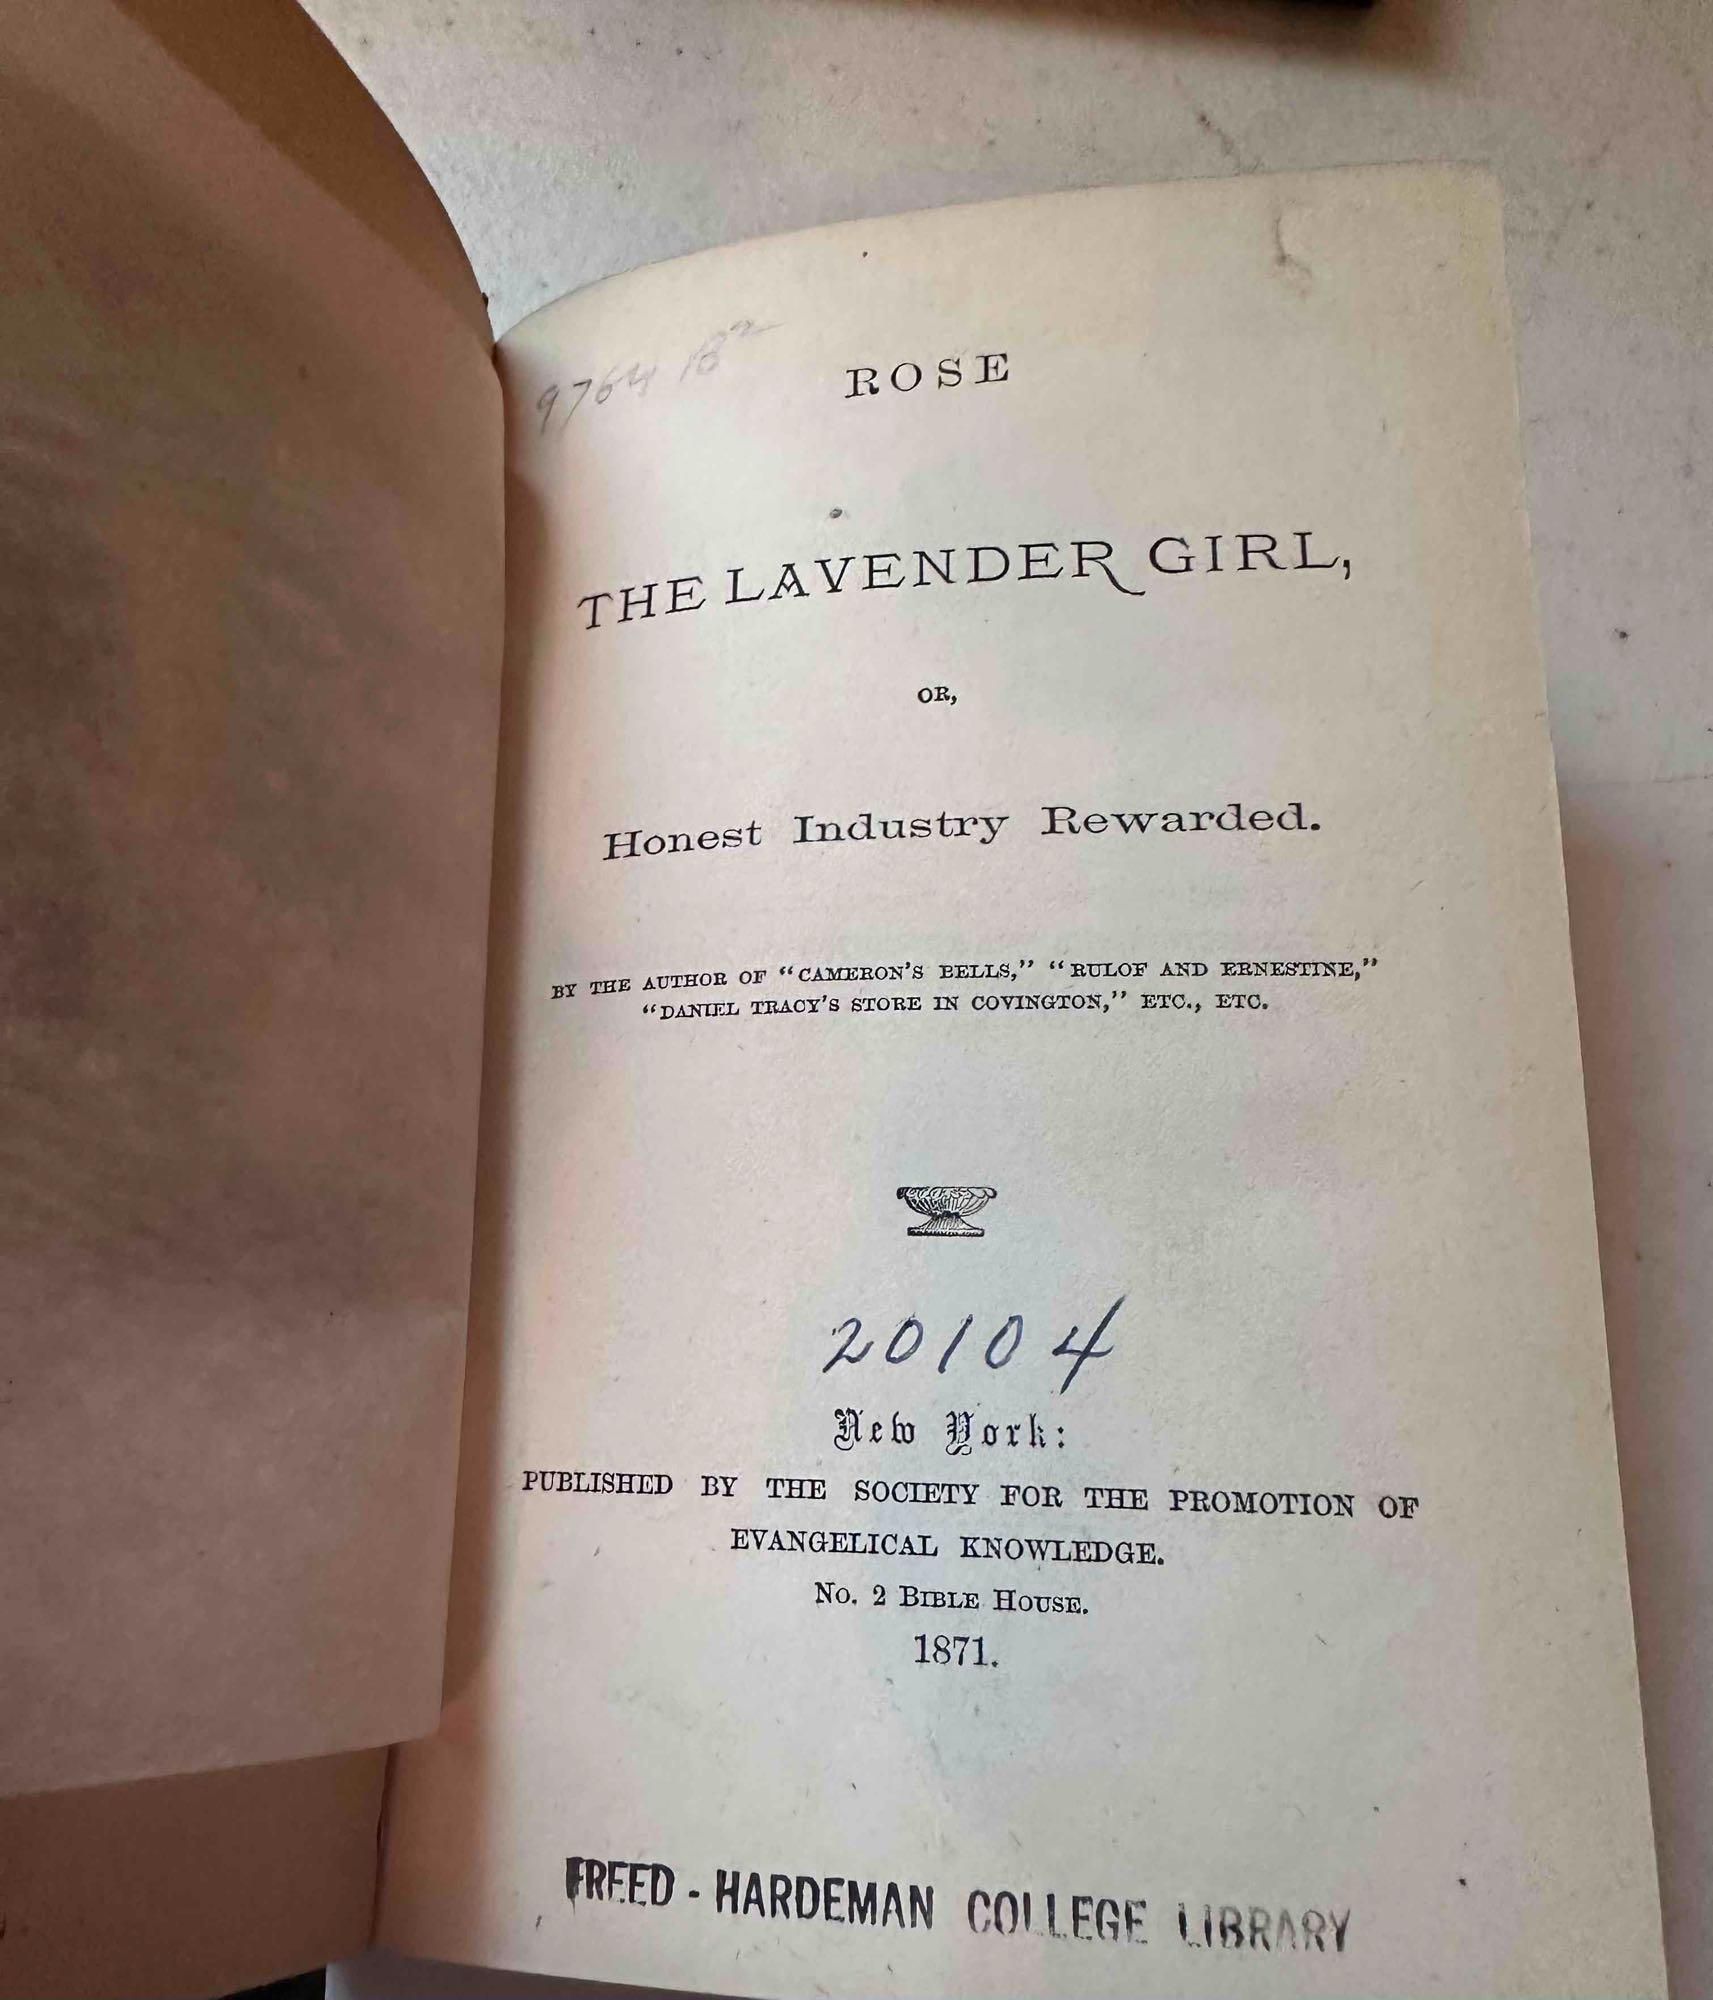 9764 B²
ROSE
THE LAVENDER GIRL,
OR,
Honest Industry Rewarded.
BY THE AUTHOR OF “CAMERON'S BELLS,” “RULOF AND ERNESTINE,”
“DANIEL TRACY'S STORE IN COVINGTON,” ETC., ETC.
20104
New York:
PUBLISHED BY THE SOCIETY FOR THE PROMOTION OF
EVANGELICAL KNOWLEDGE.
No. 2 BIBLE HOUSE.
1871.
FREED - HARDEMAN COLLEGE LIBRARY